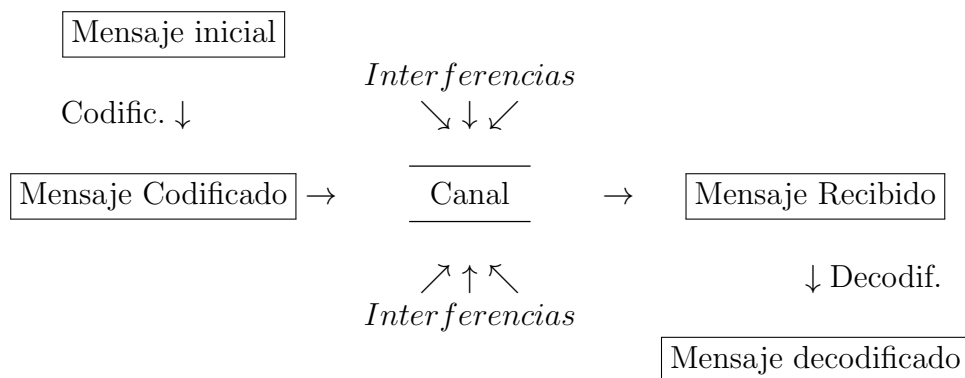 Mensaje inicial
Interferencias
Codific. ↓
↘ ↓ ↙
Mensaje Codificado → Canal → Mensaje Recibido
↗ ↑ ↖
↓ Decodif.
Interferencias
Mensaje decodificado